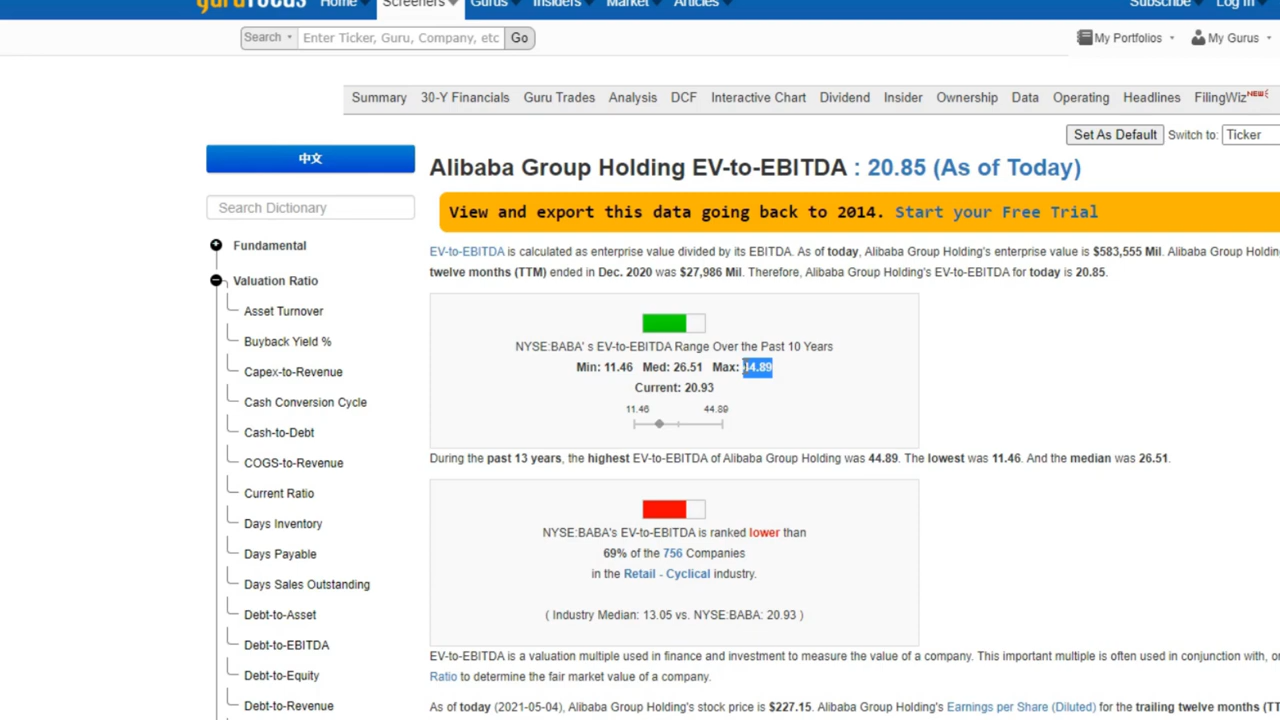 gurufocus Home Screeners Gurus Insiders Market Articles Subscribe Log In
Search Enter Ticker, Guru, Company, etc Go My Portfolios My Gurus
Summary 30-Y Financials Guru Trades Analysis DCF Interactive Chart Dividend Insider Ownership Data Operating Headlines FilingWiz NEW
Set As Default Switch to: Ticker
中文
Alibaba Group Holding EV-to-EBITDA : 20.85 (As of Today)
Search Dictionary
View and export this data going back to 2014. Start your Free Trial
Fundamental
EV-to-EBITDA is calculated as enterprise value divided by its EBITDA. As of today, Alibaba Group Holding's enterprise value is $583,555 Mil. Alibaba Group
twelve months (TTM) ended in Dec. 2020 was $27,986 Mil. Therefore, Alibaba Group Holding's EV-to-EBITDA for today is 20.85.
Valuation Ratio
Asset Turnover
Buyback Yield %
Capex-to-Revenue
Cash Conversion Cycle
Cash-to-Debt
COGS-to-Revenue
Current Ratio
Days Inventory
Days Payable
Days Sales Outstanding
Debt-to-Asset
Debt-to-EBITDA
Debt-to-Equity
Debt-to-Revenue
NYSE:BABA' s EV-to-EBITDA Range Over the Past 10 Years
Min: 11.46 Med: 26.51 Max: 44.89
Current: 20.93
11.46 44.89
During the past 13 years, the highest EV-to-EBITDA of Alibaba Group Holding was 44.89. The lowest was 11.46. And the median was 26.51.
NYSE:BABA's EV-to-EBITDA is ranked lower than
69% of the 756 Companies
in the Retail - Cyclical industry.
( Industry Median: 13.05 vs. NYSE:BABA: 20.93 )
EV-to-EBITDA is a valuation multiple used in finance and investment to measure the value of a company. This important multiple is often used in conjunction with,
Ratio to determine the fair market value of a company.
As of today (2021-05-04), Alibaba Group Holding's stock price is $227.15. Alibaba Group Holding's Earnings per Share (Diluted) for the trailing twelve months